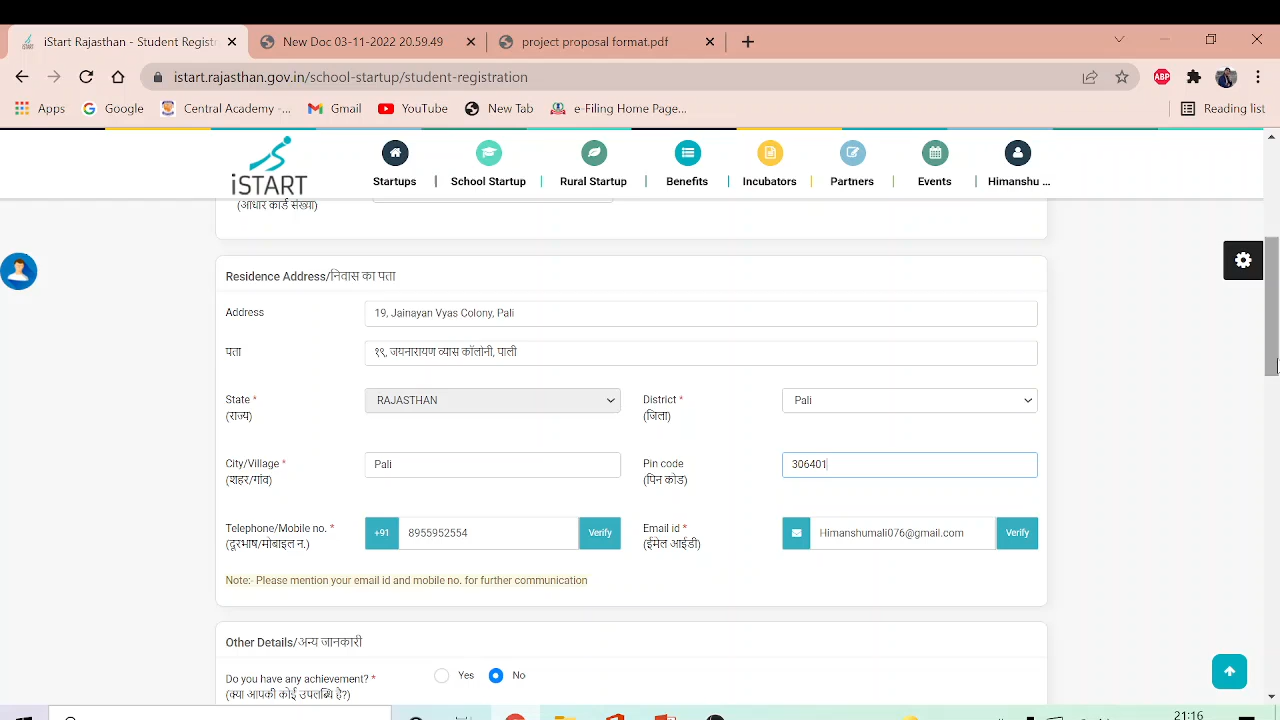 iStart Rajasthan - Student Registr
New Doc 03-11-2022 20.59.49
project proposal format.pdf
istart.rajasthan.gov.in/school-startup/student-registration
ABP
Apps
Google
Central Academy -...
Gmail
YouTube
New Tab
e-Filing Home Page...
Reading list
iSTART
Startups
School Startup
Rural Startup
Benefits
Incubators
Partners
Events
Himanshu ...
(आधार कार्ड संख्या)
Residence Address/निवास का पता
Address
19, Jainayan Vyas Colony, Pali
पता
१९, जयनारायण व्यास कॉलोनी, पाली
State *
RAJASTHAN
District *
Pali
(राज्य)
(जिला)
City/Village *
Pali
Pin code
306401
(शहर/गांव)
(पिन कोड)
Telephone/Mobile no. *
+91
8955952554
Verify
Email id *
Himanshumali076@gmail.com
Verify
(दूरभाष/मोबाइल न.)
(ईमेल आईडी)
Note:- Please mention your email id and mobile no. for further communication
Other Details/अन्य जानकारी
Do you have any achievement? *
Yes
No
(क्या आपकी कोई उपलब्धि है?)
21:16